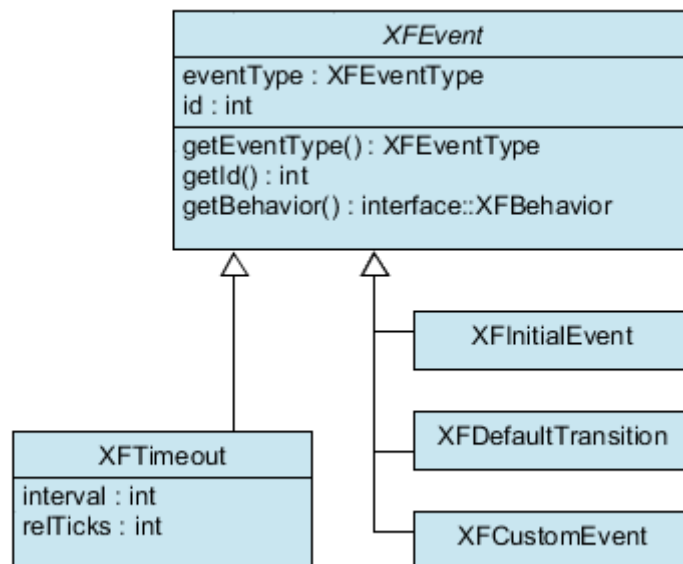 XFEvent
eventType : XFEventType
id : int
getEventType() : XFEventType
getId() : int
getBehavior() : interface::XFBehavior
XFInitialEvent
XFDefaultTransition
XFCustomEvent
XFTimeout
interval : int
relTicks : int